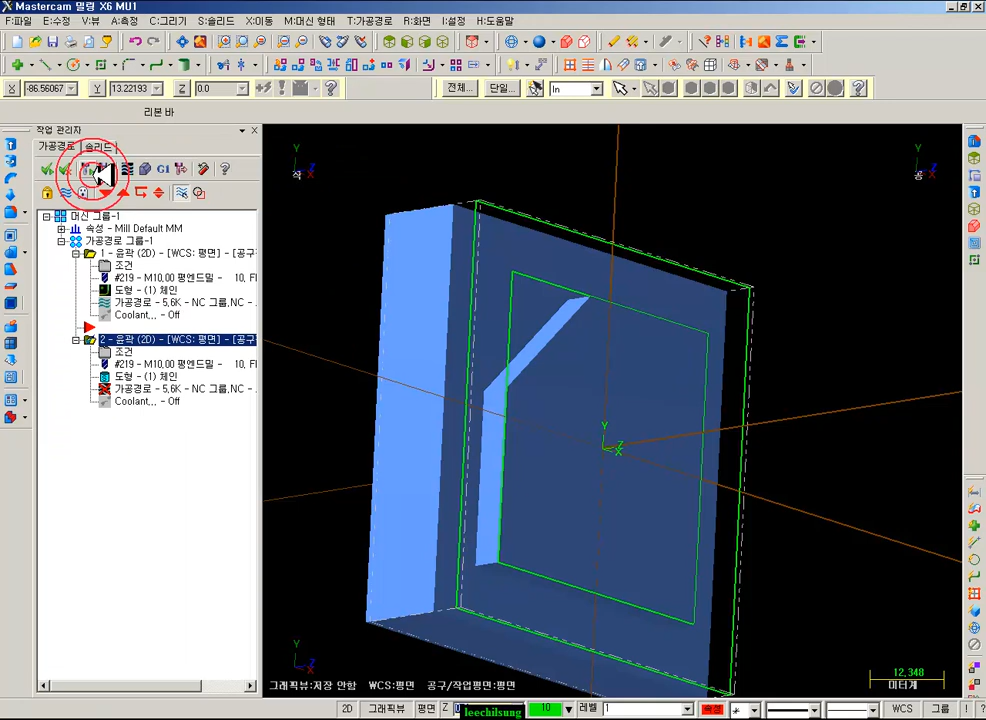 Mastercam 밀링 X6 MU1
F:파일 E:수정 V:뷰 A:측정 C:그리기 S:솔리드 X:이동 M:머신 형태 T:가공경로 R:화면 I:설정 H:도움말
X -86.56067 Y 13.22193 Z 0.0 전체... 단일... In
리본 바
작업 관리자
가공경로 솔리드
G1
머신 그룹-1
속성 - Mill Default MM
가공경로 그룹-1
1 - 윤곽 (2D) - [WCS: 평면] - [공구
조건
#219 - M10,00 평엔드밀 - 10, Fl
도형 - (1) 체인
가공경로 - 5,6K - NC 그룹,NC -
Coolant... - Off
2 - 윤곽 (2D) - [WCS: 평면] - [공구
조건
#219 - M10,00 평엔드밀 - 10, Fl
도형 - (1) 체인
가공경로 - 5,6K - NC 그룹,NC -
Coolant... - Off
Y
Z
X
Y
Z
X
Y
Z
X
Y
Z
X
12,348
미터계
그래픽뷰:저장 안함 WCS:평면 공구/작업평면:평면
2D 그래픽뷰 평면 Z 10 레벨 1 속성 WCS 그룹
leechilsung